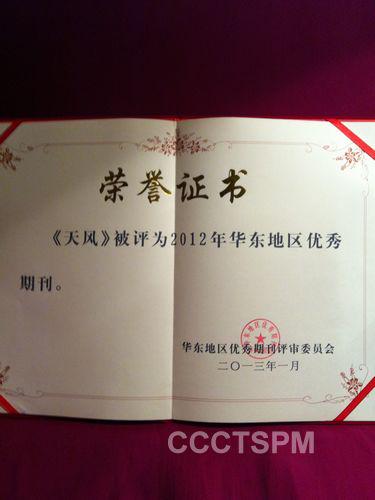 荣誉证书
《天风》被评为2012年华东地区优秀
期刊。
华东地区优秀期刊评审委员会
二〇一三年一月
CCCTSPM